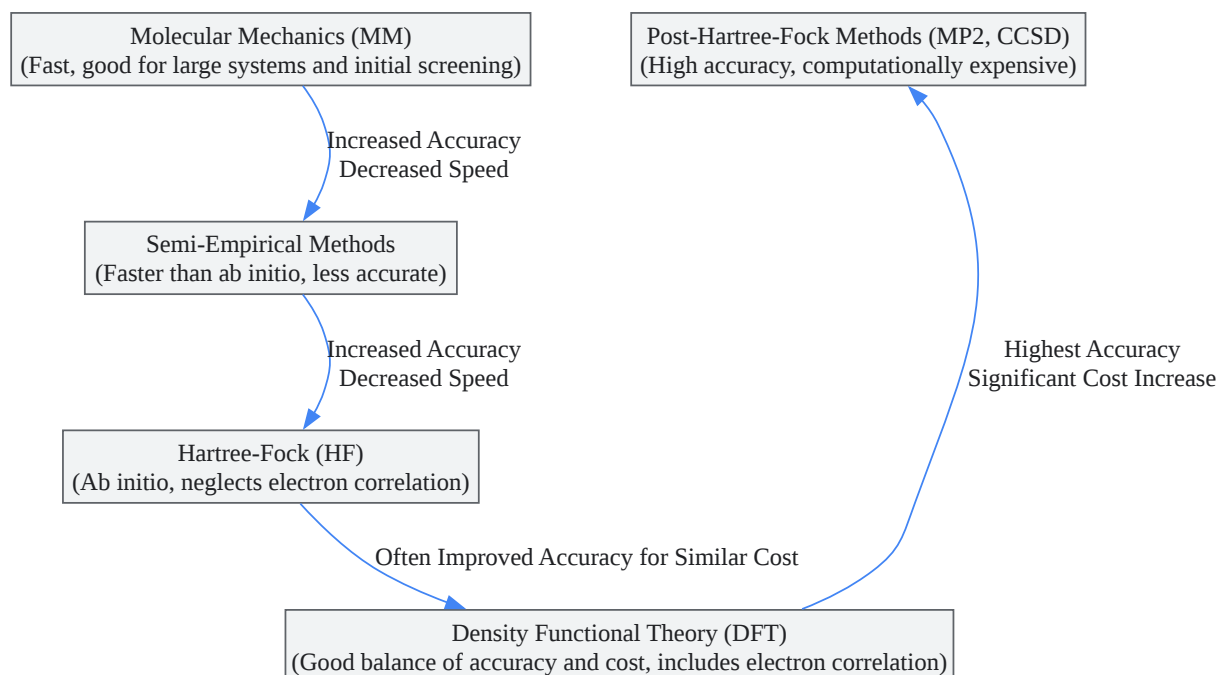 Molecular Mechanics (MM)
(Fast, good for large systems and initial screening)
Post-Hartree-Fock Methods (MP2, CCSD)
(High accuracy, computationally expensive)
Increased Accuracy
Decreased Speed
Semi-Empirical Methods
(Faster than ab initio, less accurate)
Increased Accuracy
Decreased Speed
Highest Accuracy
Significant Cost Increase
Hartree-Fock (HF)
(Ab initio, neglects electron correlation)
Often Improved Accuracy for Similar Cost
Density Functional Theory (DFT)
(Good balance of accuracy and cost, includes electron correlation)